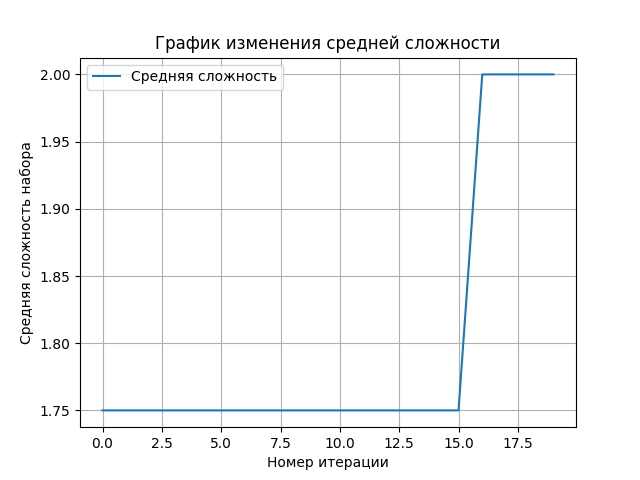 График изменения средней сложности
Средняя сложность
2.00
1.95
1.90
1.85
1.80
1.75
Средняя сложность набора
0.0 2.5 5.0 7.5 10.0 12.5 15.0 17.5
Номер итерации